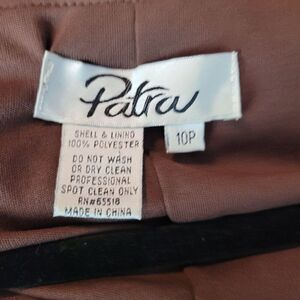 Patra
10P
SHELL & LINING
100% POLYESTER
DO NOT WASH
OR DRY CLEAN
PROFESSIONAL
SPOT CLEAN ONLY
RN#65518
MADE IN CHINA